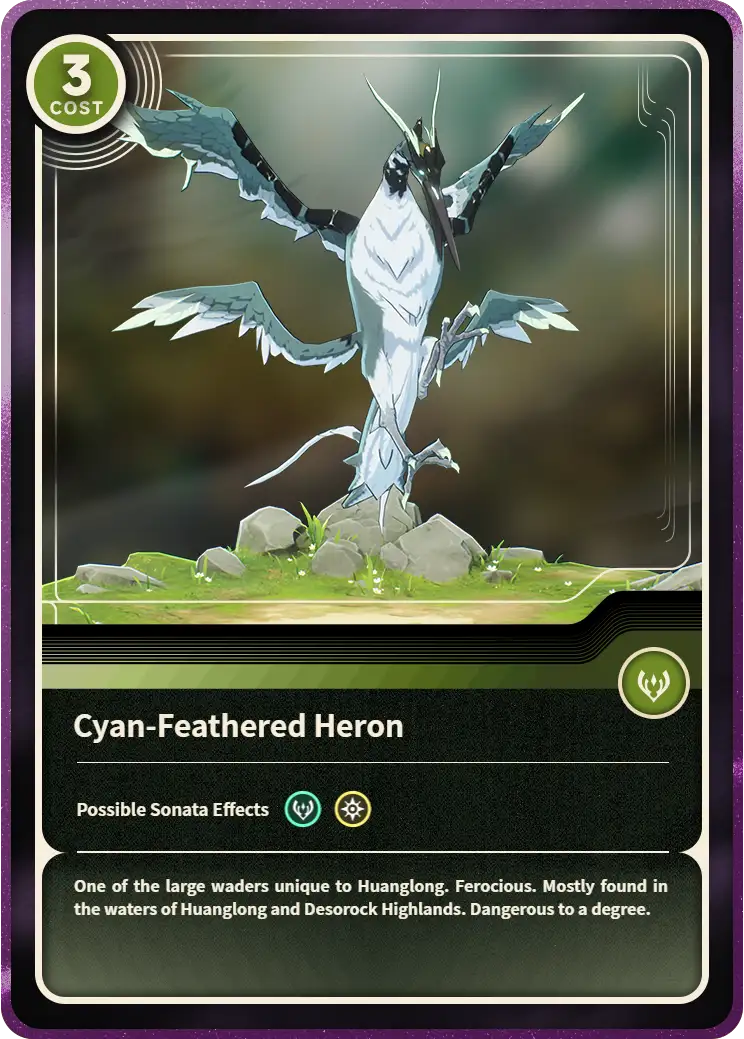 3
COST
Cyan-Feathered Heron
Possible Sonata Effects
One of the large waders unique to Huanglong. Ferocious. Mostly found in
the waters of Huanglong and Desorock Highlands. Dangerous to a degree.